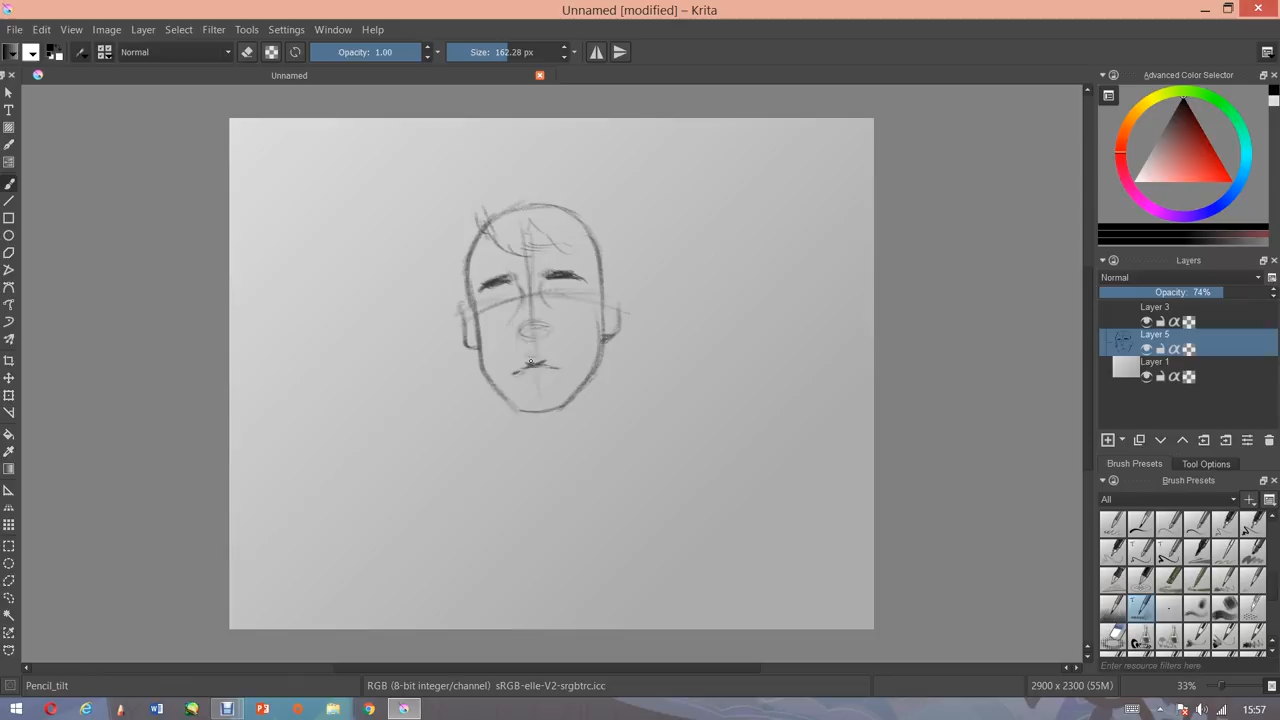 Unnamed [modified] – Krita
File Edit View Image Layer Select Filter Tools Settings Window Help
Normal Opacity: 1.00 Size: 162.28 px
Unnamed
Advanced Color Selector
Layers
Normal
Opacity: 74%
Layer 3
Layer 5
Layer 1
Brush Presets Tool Options
Brush Presets
All
Enter resource filters here
Pencil_tilt RGB (8-bit integer/channel) sRGB-elle-V2-srgbtrc.icc 2900 x 2300 (55M) 33%
15:57